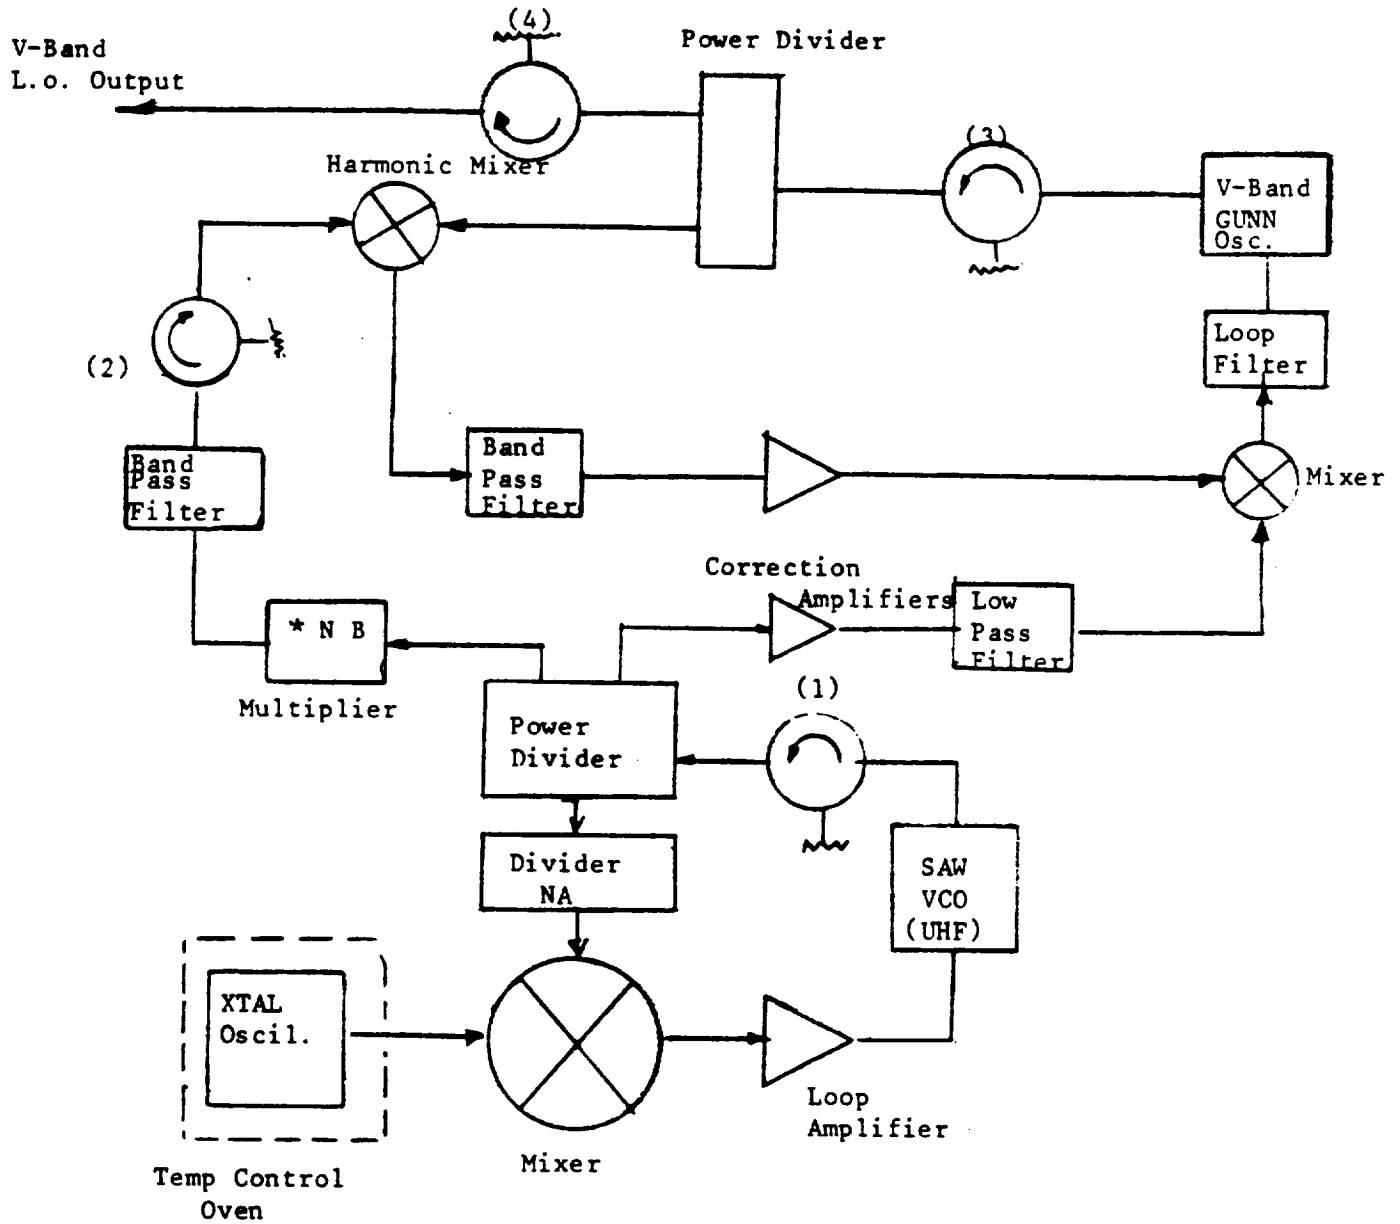 (4)
V-Band
L.o. Output
Power Divider
Harmonic Mixer
(3)
V-Band
GUNN
Osc.
(2)
Loop
Filter
Band
Pass
Filter
Band
Pass
Filter
Mixer
Correction
Amplifiers
Low
Pass
Filter
* N B
Multiplier
(1)
Power
Divider
Divider
NA
SAW
VCO
(UHF)
XTAL
Oscil.
Loop
Amplifier
Mixer
Temp Control
Oven